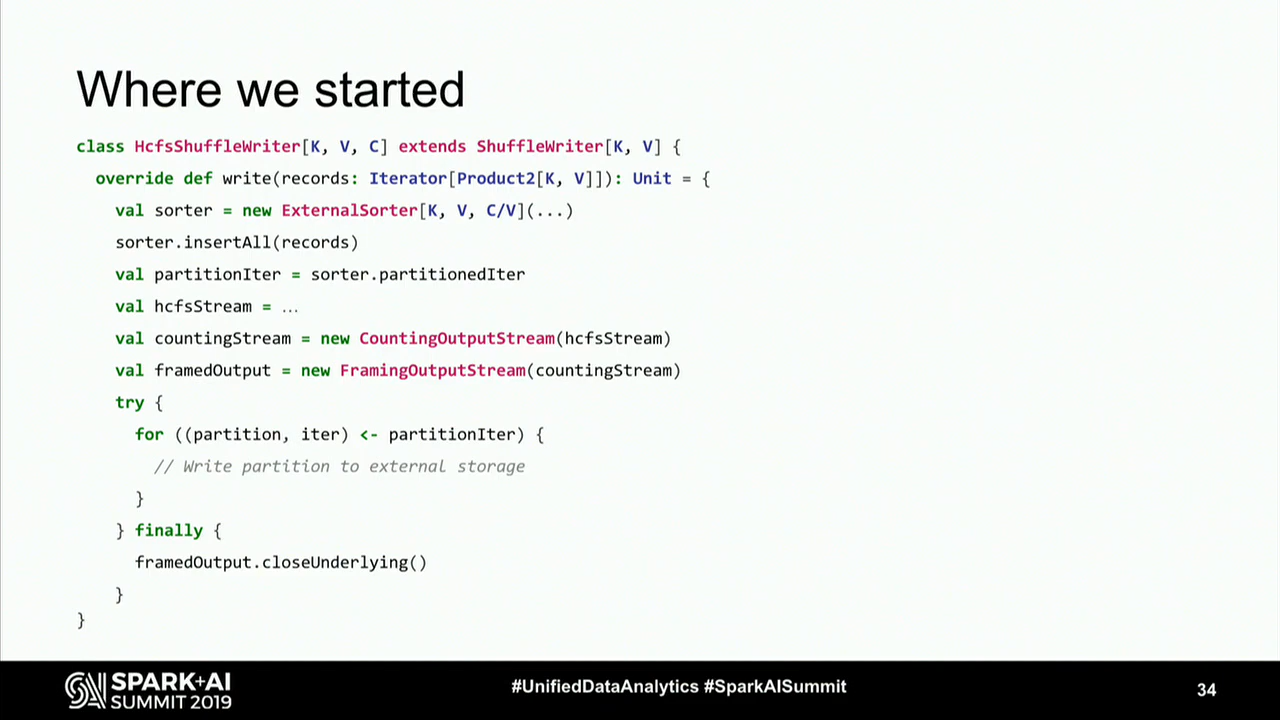 Where we started
class HcfsShuffleWriter[K, V, C] extends ShuffleWriter[K, V] {
override def write(records: Iterator[Product2[K, V]]): Unit = {
val sorter = new ExternalSorter[K, V, C/V](...)
sorter.insertAll(records)
val partitionIter = sorter.partitionedIter
val hcfsStream = …
val countingStream = new CountingOutputStream(hcfsStream)
val framedOutput = new FramingOutputStream(countingStream)
try {
for ((partition, iter) <- partitionIter) {
// Write partition to external storage
}
} finally {
framedOutput.closeUnderlying()
}
}
SPARK+AI
SUMMIT 2019
#UnifiedDataAnalytics #SparkAISummit
34